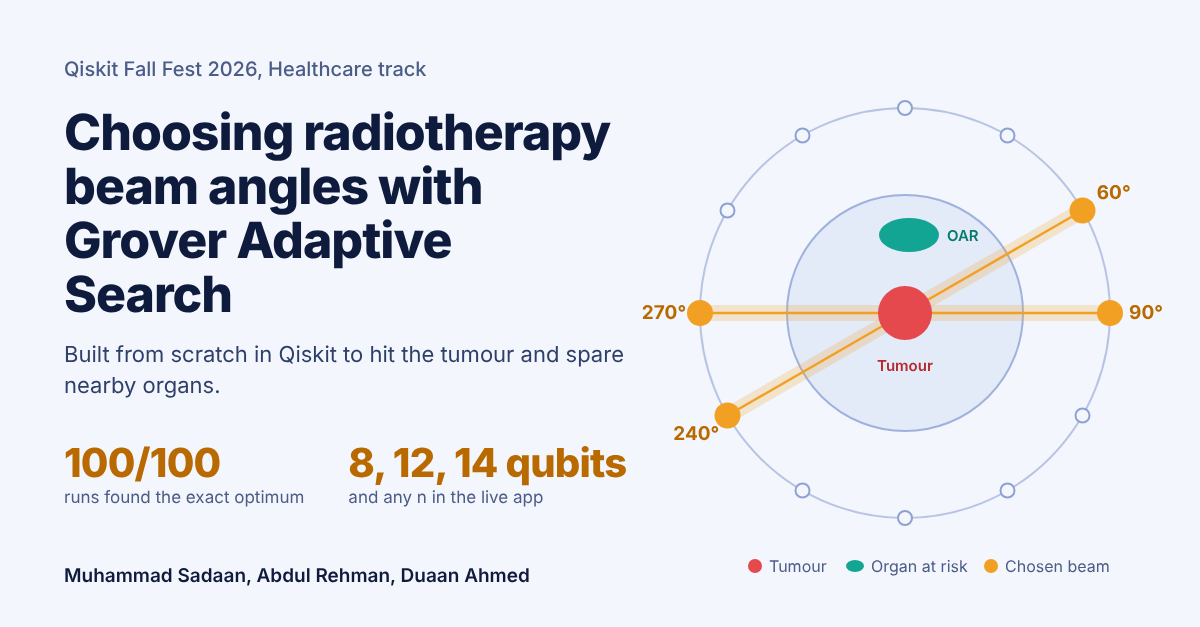 Qiskit Fall Fest 2026, Healthcare track
Choosing radiotherapy
beam angles with
Grover Adaptive
Search
Built from scratch in Qiskit to hit the tumour and spare
nearby organs.
100/100
runs found the exact optimum
8, 12, 14 qubits
and any n in the live app
Muhammad Sadaan, Abdul Rehman, Duaan Ahmed
60°
OAR
270°
90°
Tumour
240°
Tumour
Organ at risk
Chosen beam